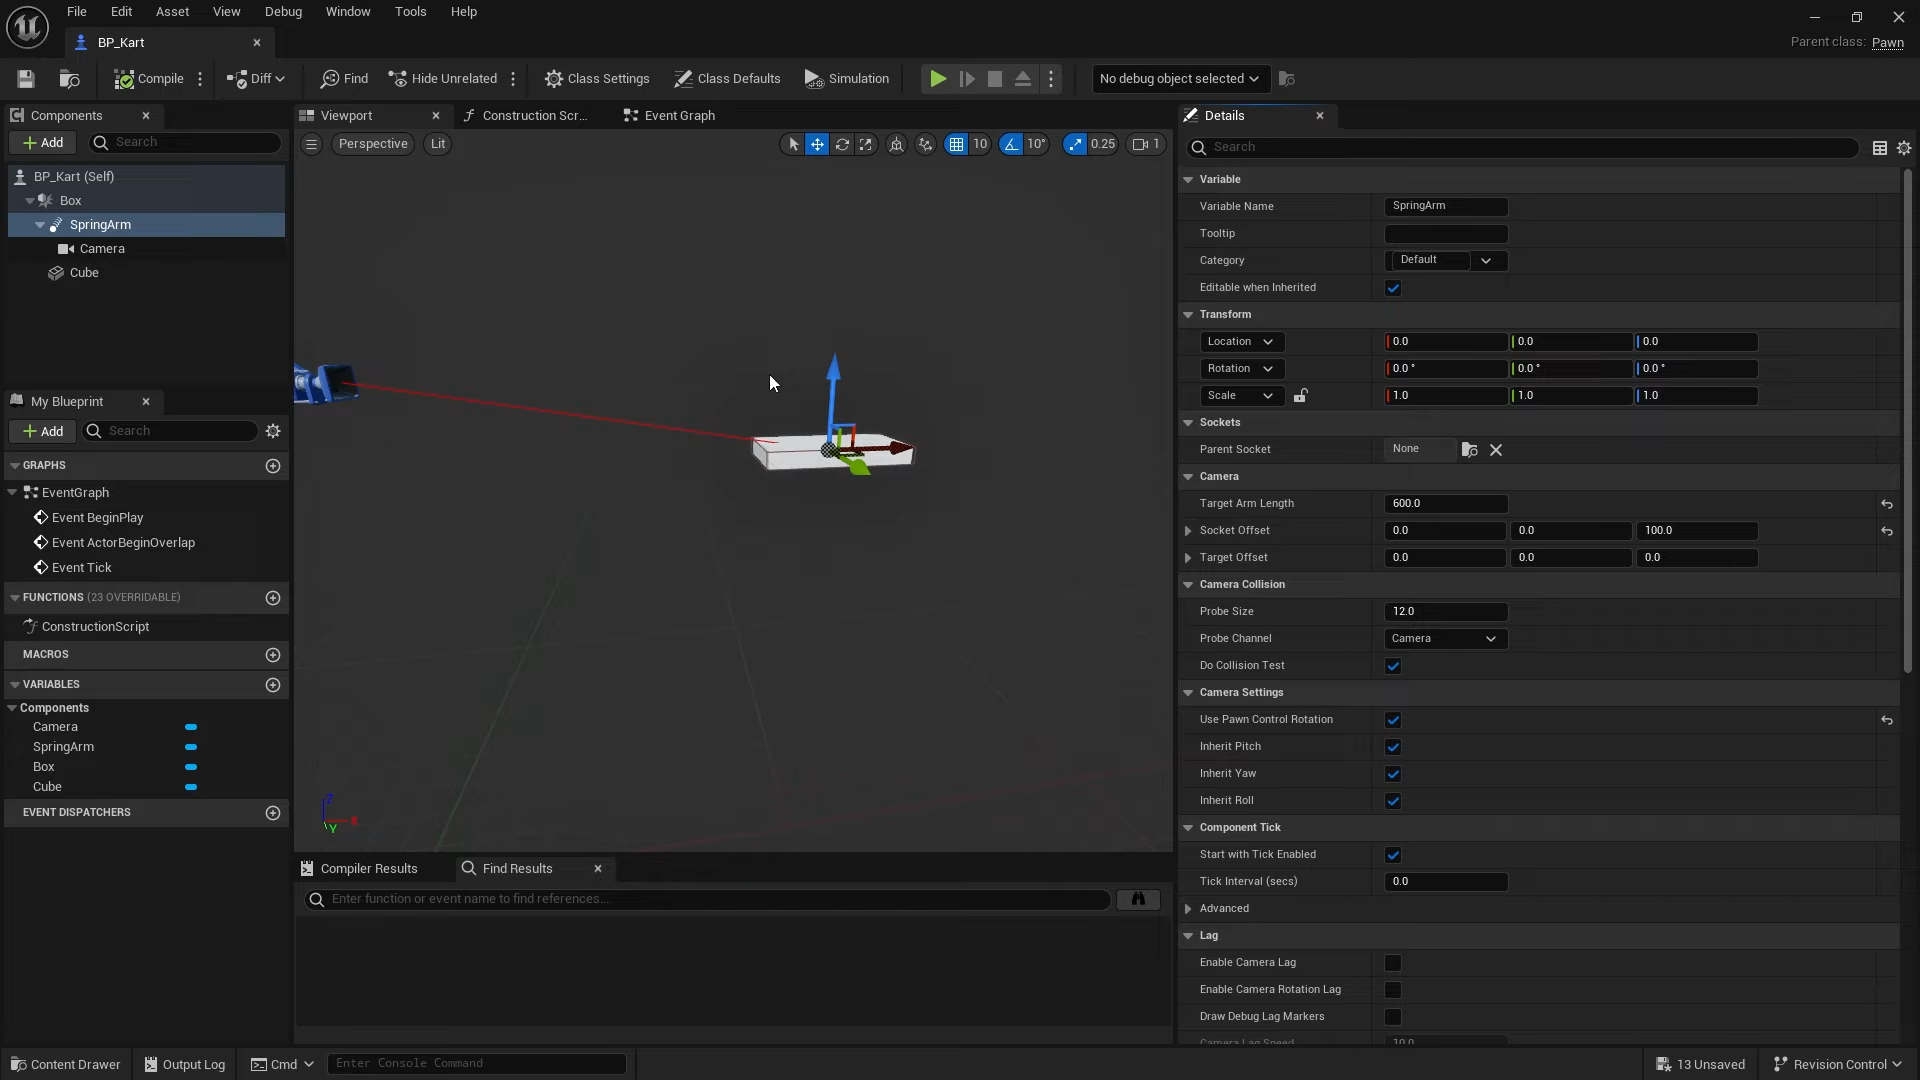 File Edit Asset View Debug Window Tools Help
BP_Kart
Parent class: Pawn
Compile Diff Find Hide Unrelated Class Settings Class Defaults Simulation No debug object selected
Components
Add Search
BP_Kart (Self)
Box
SpringArm
Camera
Cube
My Blueprint
Add Search
GRAPHS
EventGraph
Event BeginPlay
Event ActorBeginOverlap
Event Tick
FUNCTIONS (23 OVERRIDABLE)
ConstructionScript
MACROS
VARIABLES
Components
Camera
SpringArm
Box
Cube
EVENT DISPATCHERS
Viewport Construction Scr... Event Graph
Perspective Lit 10 10° 0.25 1
Z
X
Y
Compiler Results Find Results
Enter function or event name to find references...
Details
Search
Variable
Variable Name SpringArm
Tooltip
Category Default
Editable when Inherited
Transform
Location 0.0 0.0 0.0
Rotation 0.0 ° 0.0 ° 0.0 °
Scale 1.0 1.0 1.0
Sockets
Parent Socket None
Camera
Target Arm Length 600.0
Socket Offset 0.0 0.0 100.0
Target Offset 0.0 0.0 0.0
Camera Collision
Probe Size 12.0
Probe Channel Camera
Do Collision Test
Camera Settings
Use Pawn Control Rotation
Inherit Pitch
Inherit Yaw
Inherit Roll
Component Tick
Start with Tick Enabled
Tick Interval (secs) 0.0
Advanced
Lag
Enable Camera Lag
Enable Camera Rotation Lag
Draw Debug Lag Markers
Camera Lag Speed 10.0
Content Drawer Output Log Cmd Enter Console Command 13 Unsaved Revision Control